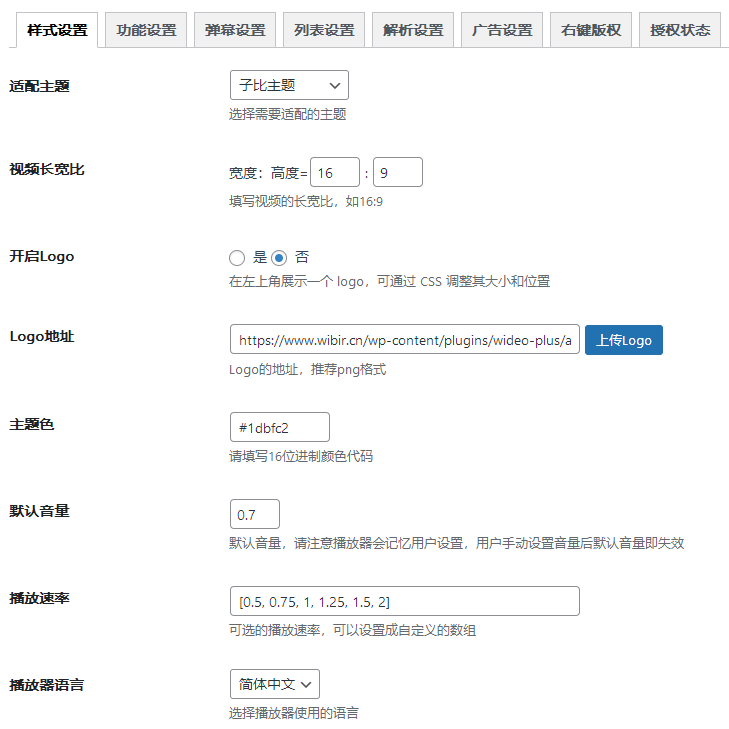 样式设置 功能设置 弹幕设置 列表设置 解析设置 广告设置 右键版权 授权状态
适配主题 子比主题
选择需要适配的主题
视频长宽比 宽度：高度= 16 : 9
填写视频的长宽比，如16:9
开启Logo 是 否
在左上角展示一个 logo，可通过 CSS 调整其大小和位置
Logo地址 https://www.wibir.cn/wp-content/plugins/wideo-plus/a 上传Logo
Logo的地址，推荐png格式
主题色 #1dbfc2
请填写16位进制颜色代码
默认音量 0.7
默认音量，请注意播放器会记忆用户设置，用户手动设置音量后默认音量即失效
播放速率 [0.5, 0.75, 1, 1.25, 1.5, 2]
可选的播放速率，可以设置成自定义的数组
播放器语言 简体中文
选择播放器使用的语言